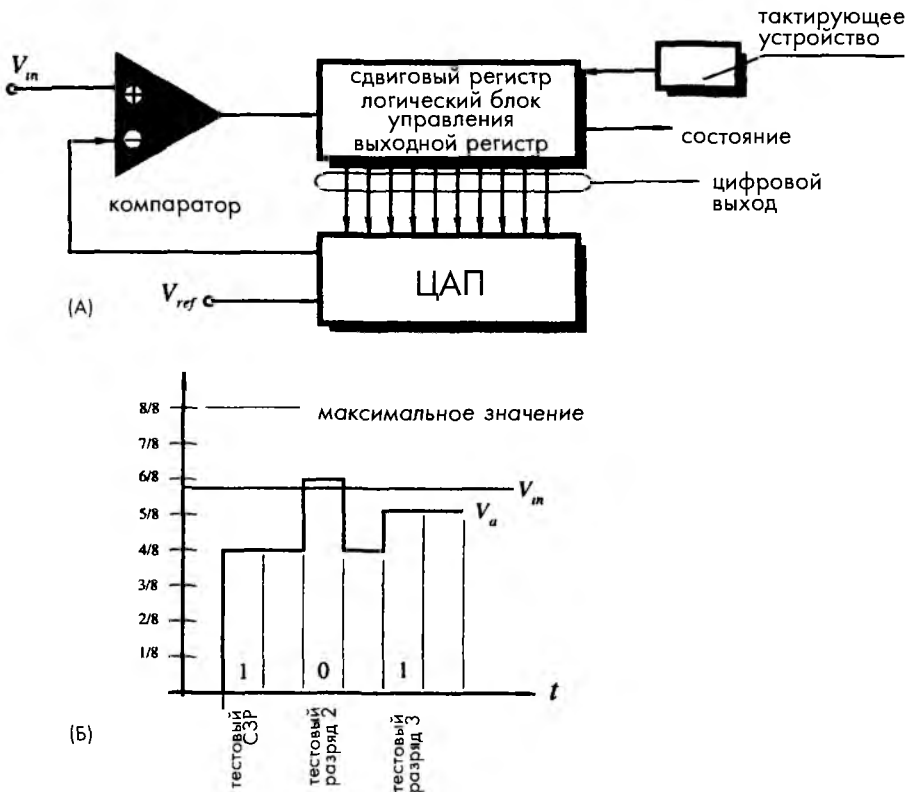 тактирующее
устройство
V_in
⊕
⊖
сдвиговый регистр
логический блок
управления
выходной регистр
состояние
цифровой
выход
компаратор
ЦАП
V_ref
(А)
8/8
максимальное значение
7/8
6/8
V_in
5/8
V_a
4/8
3/8
2/8
1/8
1
0
1
t
(Б)
тестовый
СЗР
тестовый
разряд 2
тестовый
разряд 3